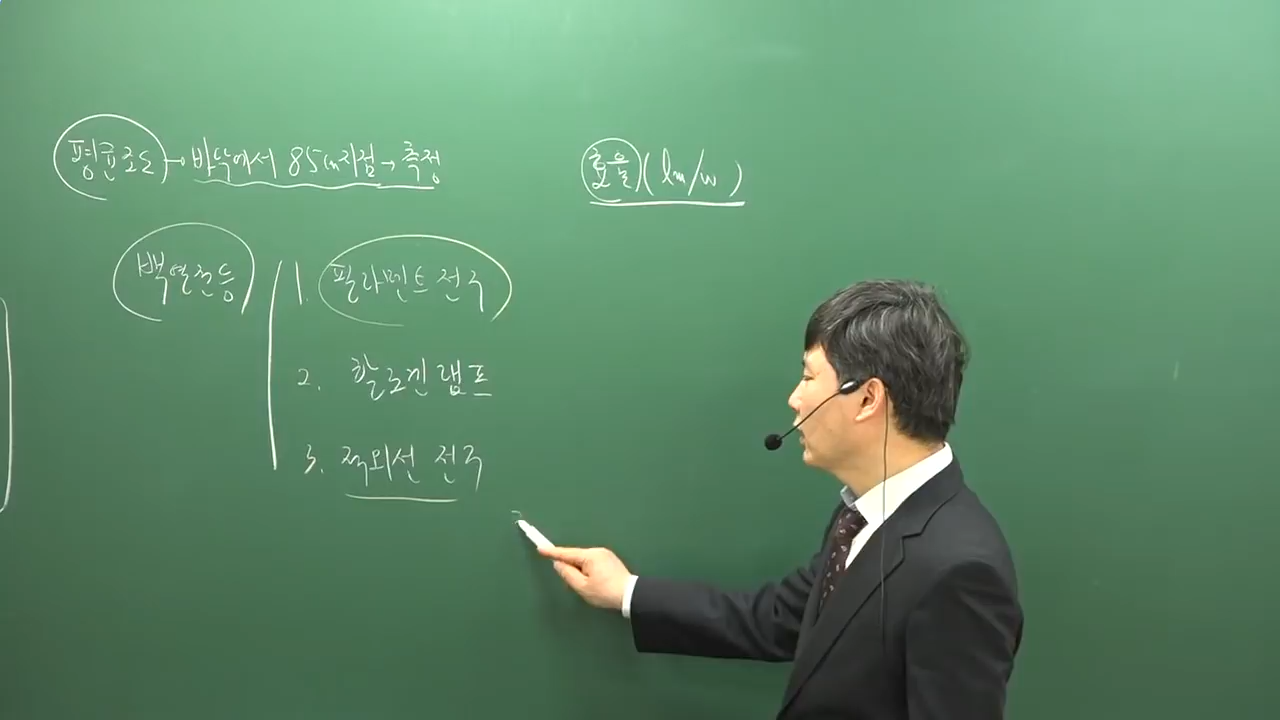 평균조도 → 바닥에서 85cm지점 → 측정
효율 (lm/w)
백열전등
1. 필라멘트 전구
2. 할로겐 램프
3. 적외선 전구